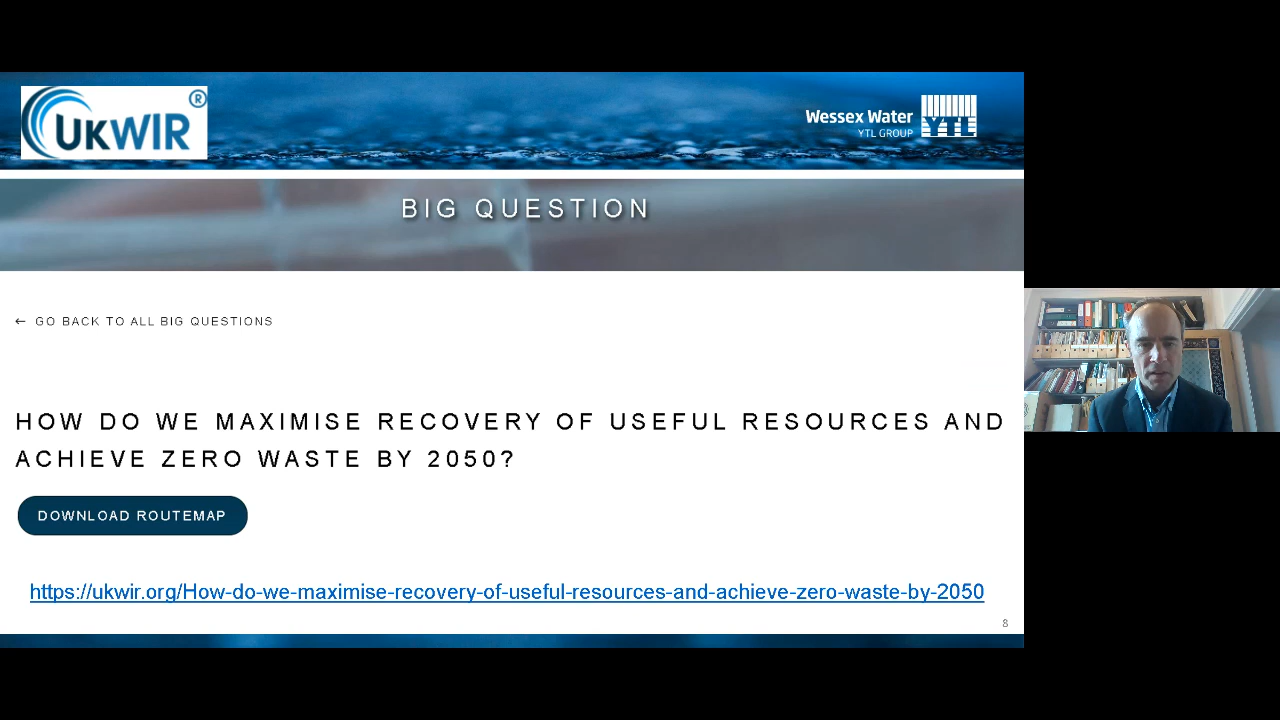 UKWIR®
Wessex Water
YTL GROUP
YTL
BIG QUESTION
← GO BACK TO ALL BIG QUESTIONS
HOW DO WE MAXIMISE RECOVERY OF USEFUL RESOURCES AND
ACHIEVE ZERO WASTE BY 2050?
DOWNLOAD ROUTEMAP
https://ukwir.org/How-do-we-maximise-recovery-of-useful-resources-and-achieve-zero-waste-by-2050
8